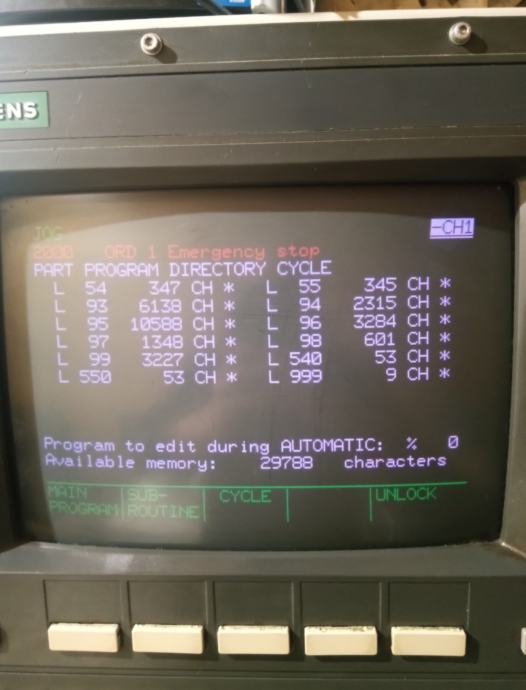 ENS
JOG
-CH1
2000 ORD 1 Emergency stop
PART PROGRAM DIRECTORY CYCLE
L 54 347 CH * L 55 345 CH *
L 93 6138 CH * L 94 2315 CH *
L 95 10588 CH * L 96 3284 CH *
L 97 1348 CH * L 98 601 CH *
L 99 3227 CH * L 540 53 CH *
L 550 53 CH * L 999 9 CH *
Program to edit during AUTOMATIC: % 0
Available memory: 29788 characters
MAIN SUB- CYCLE UNLOCK
PROGRAM ROUTINE